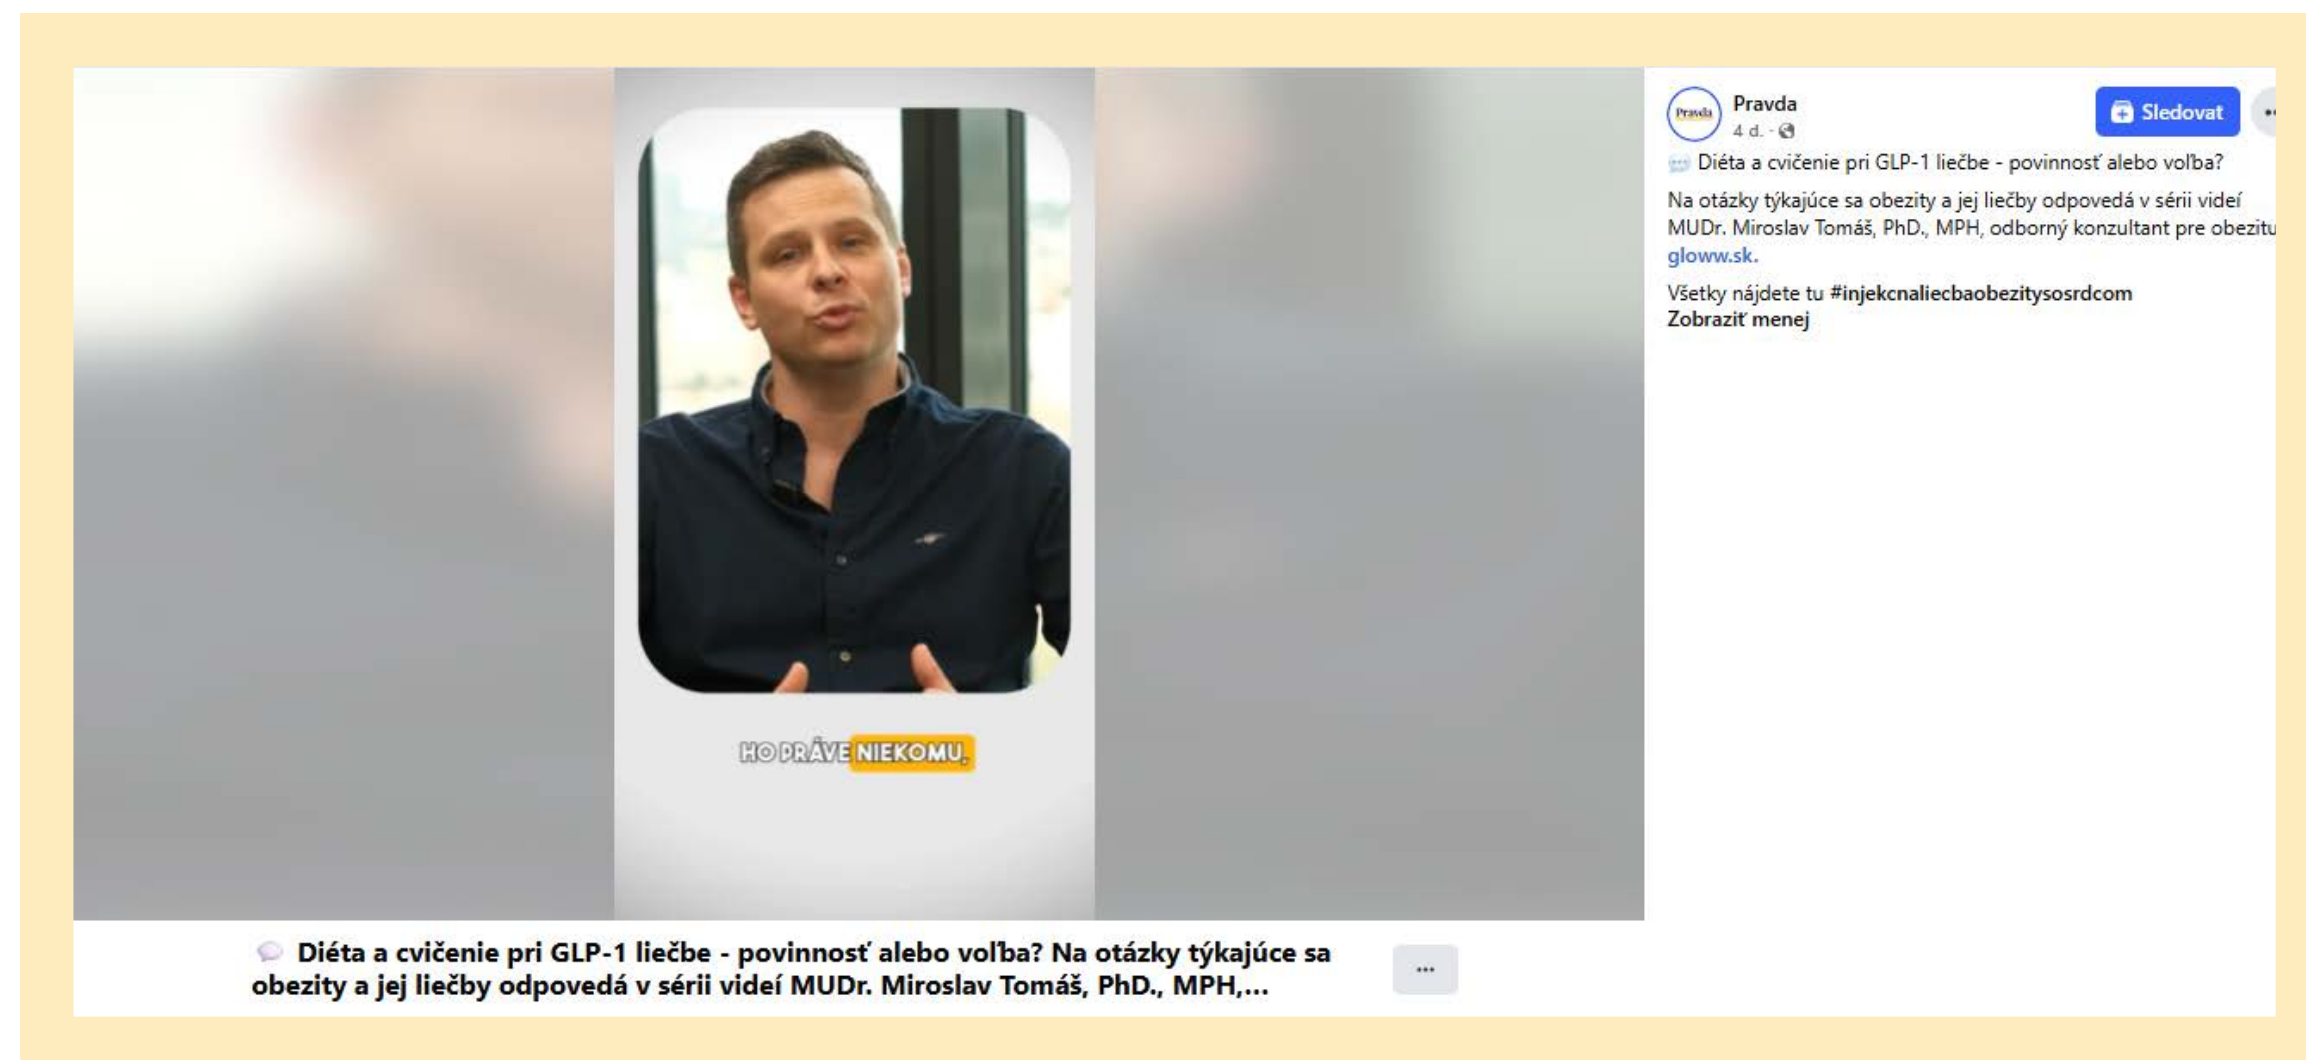 HO PRÁVE NIEKOMU,
Diéta a cvičenie pri GLP-1 liečbe - povinnosť alebo voľba? Na otázky týkajúce sa
obezity a jej liečby odpovedá v sérii videí MUDr. Miroslav Tomáš, PhD., MPH,...
...
Pravda
Pravda
4 d. ·
Sledovat
Diéta a cvičenie pri GLP-1 liečbe - povinnosť alebo voľba?
Na otázky týkajúce sa obezity a jej liečby odpovedá v sérii videí
MUDr. Miroslav Tomáš, PhD., MPH, odborný konzultant pre obezitu
gloww.sk.
Všetky nájdete tu #injekcnaliecbaobezitysosrdcom
Zobraziť menej